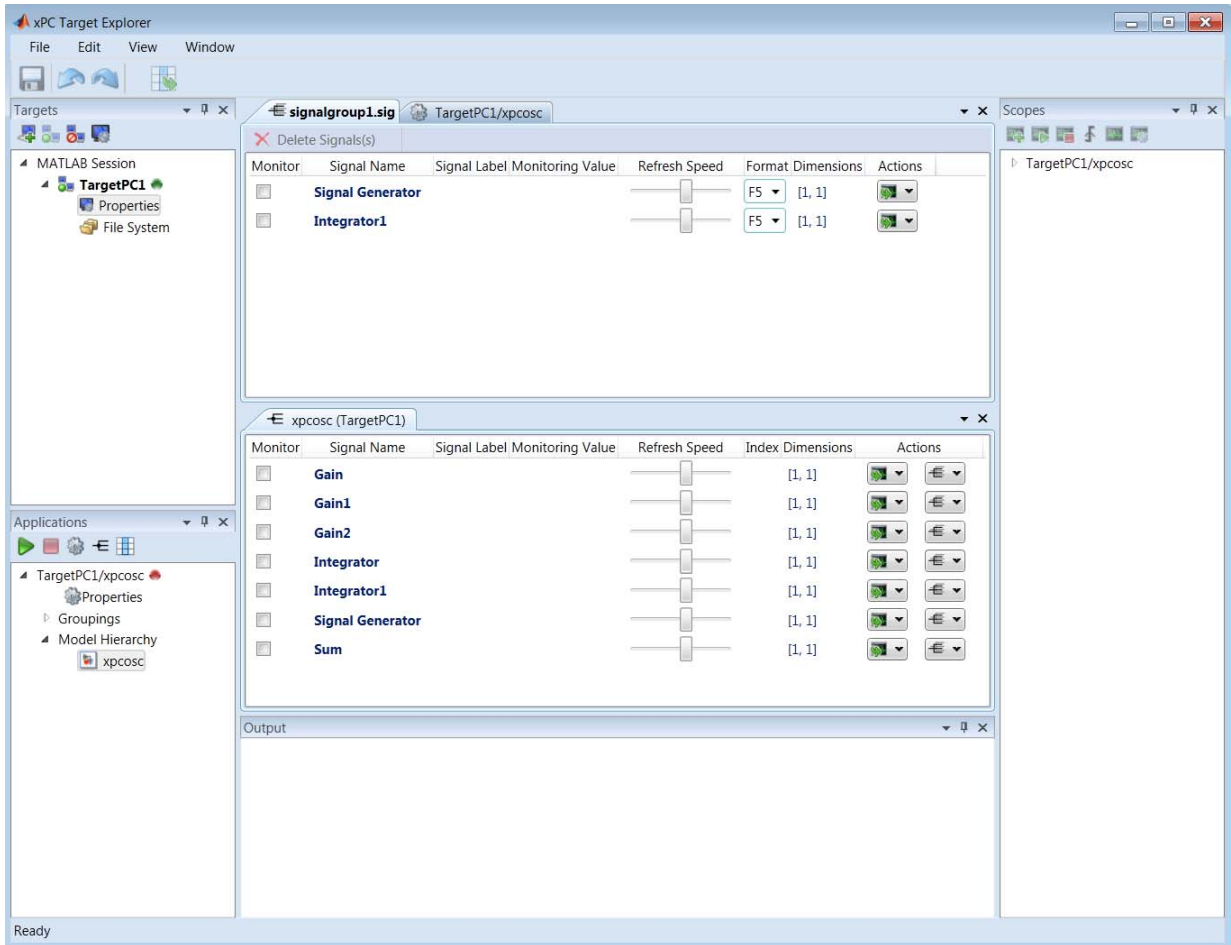 xPC Target Explorer
File Edit View Window
Targets
MATLAB Session
TargetPC1
Properties
File System
signalgroup1.sig TargetPC1/xpcosc
Delete Signals(s)
Monitor Signal Name Signal Label Monitoring Value Refresh Speed Format Dimensions Actions
Signal Generator F5 [1, 1]
Integrator1 F5 [1, 1]
Scopes
TargetPC1/xpcosc
xpcosc (TargetPC1)
Monitor Signal Name Signal Label Monitoring Value Refresh Speed Index Dimensions Actions
Gain [1, 1]
Gain1 [1, 1]
Gain2 [1, 1]
Integrator [1, 1]
Integrator1 [1, 1]
Signal Generator [1, 1]
Sum [1, 1]
Applications
TargetPC1/xpcosc
Properties
Groupings
Model Hierarchy
xpcosc
Output
Ready